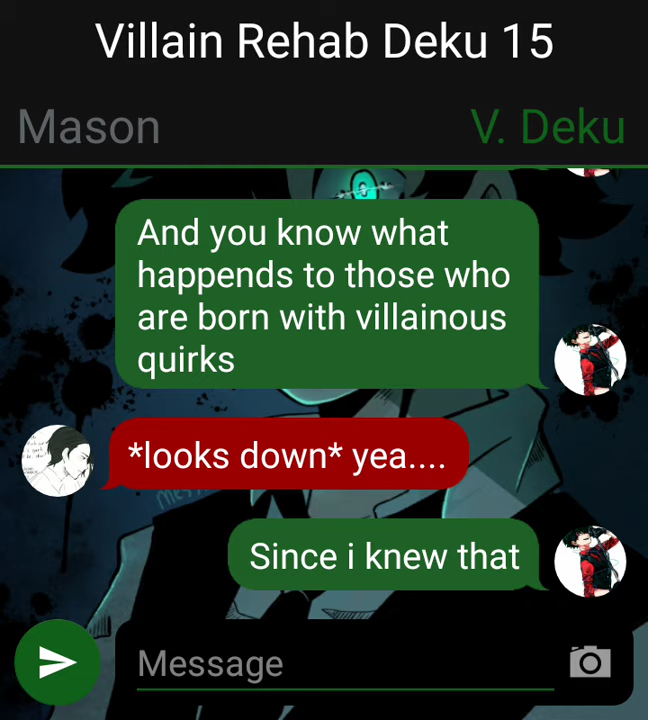 Villain Rehab Deku 15
Mason V. Deku
And you know what
happends to those who
are born with villainous
quirks
*looks down* yea....
Since i knew that
Message